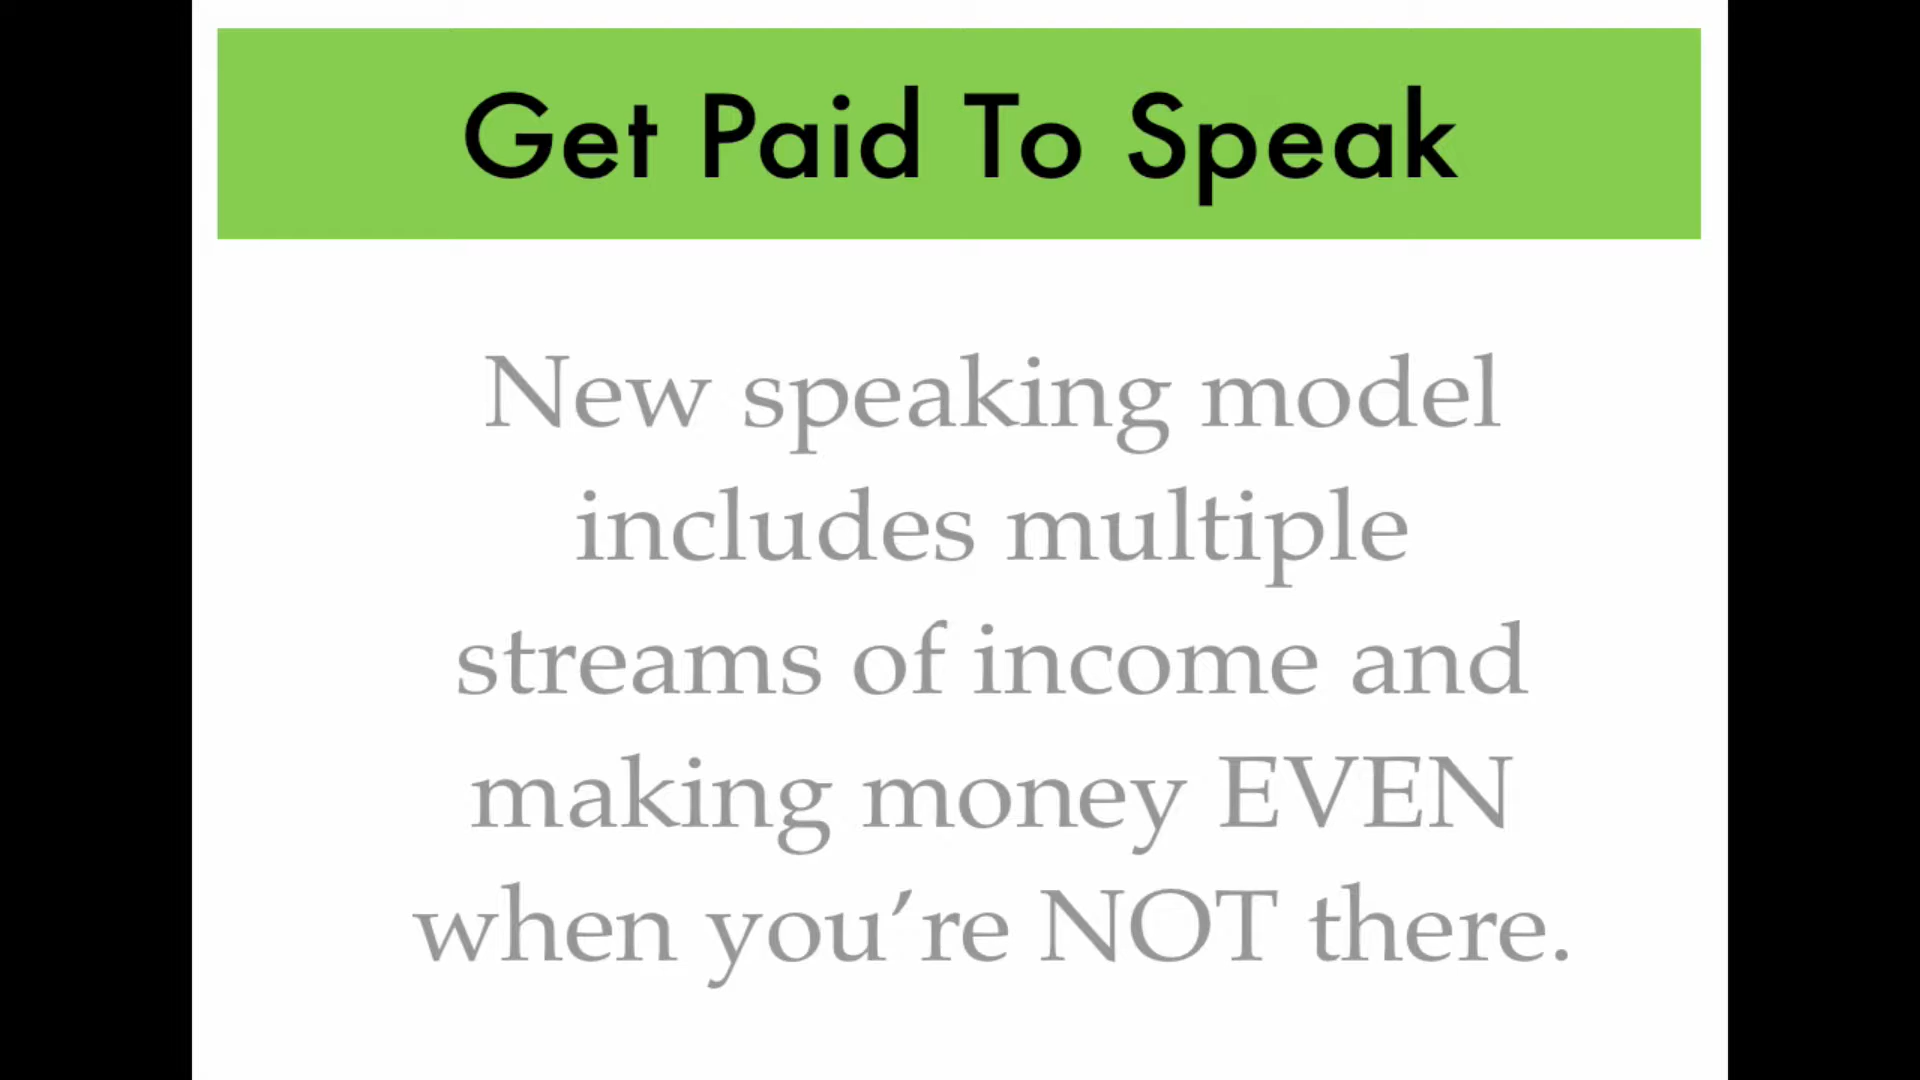 Get Paid To Speak
New speaking model
includes multiple
streams of income and
making money EVEN
when you’re NOT there.